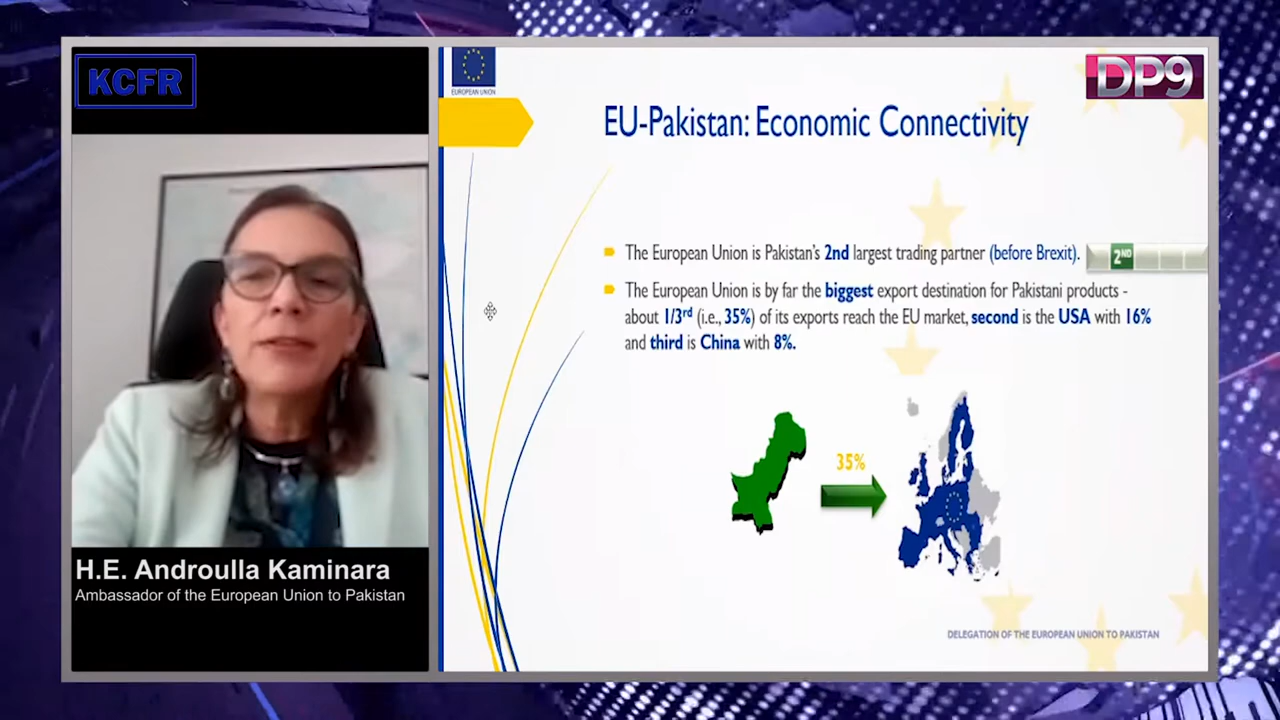 KCFR
EUROPEAN UNION
DP9
EU-Pakistan: Economic Connectivity
The European Union is Pakistan's 2nd largest trading partner (before Brexit).
2ND
The European Union is by far the biggest export destination for Pakistani products -
about 1/3rd (i.e., 35%) of its exports reach the EU market, second is the USA with 16%
and third is China with 8%.
35%
H.E. Androulla Kaminara
Ambassador of the European Union to Pakistan
DELEGATION OF THE EUROPEAN UNION TO PAKISTAN